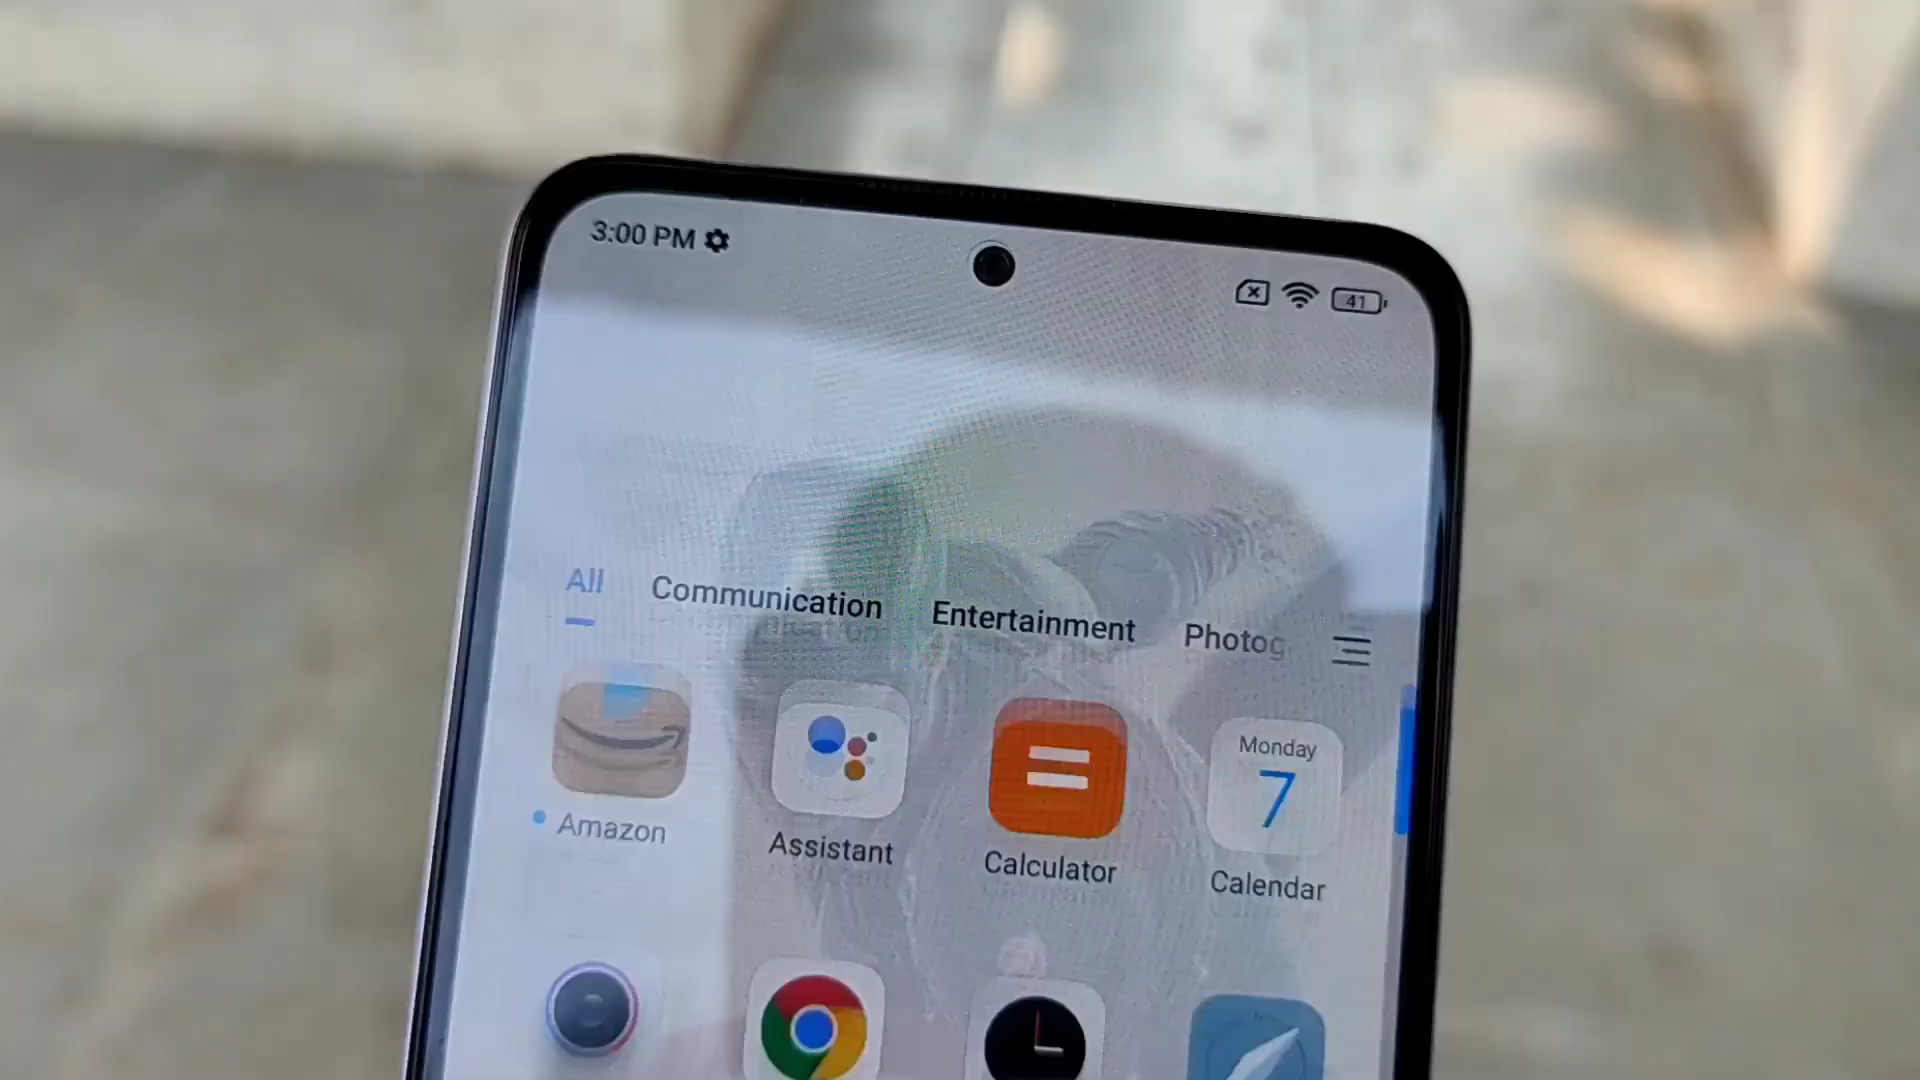 3:00 PM
41
All Communication Entertainment Photog
Monday
7
Amazon Assistant Calculator Calendar